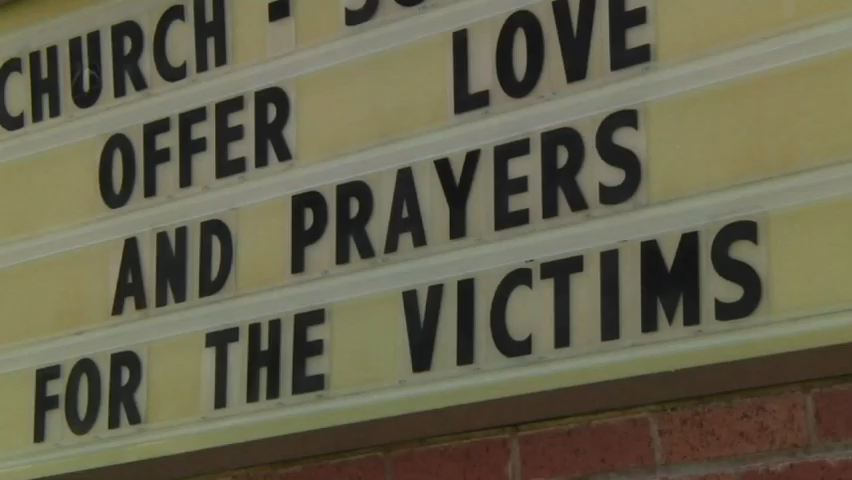 CHURCH -
OFFER LOVE
AND PRAYERS
FOR THE VICTIMS